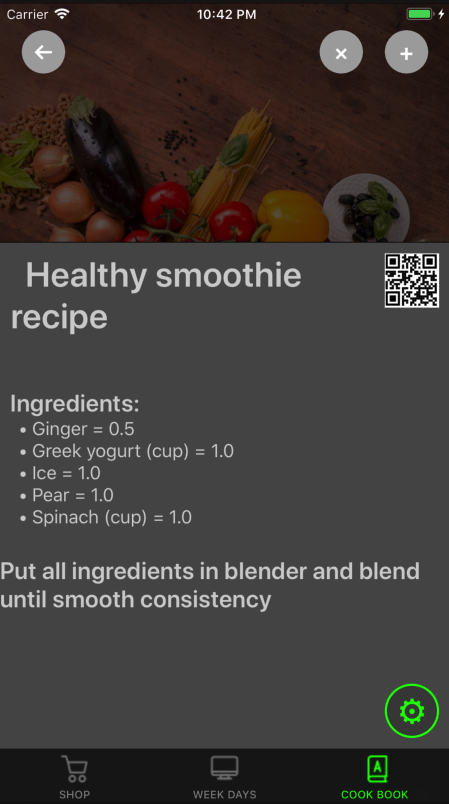 Carrier 10:42 PM
Healthy smoothie
recipe
Ingredients:
• Ginger = 0.5
• Greek yogurt (cup) = 1.0
• Ice = 1.0
• Pear = 1.0
• Spinach (cup) = 1.0
Put all ingredients in blender and blend
until smooth consistency
A
SHOP WEEK DAYS COOK BOOK